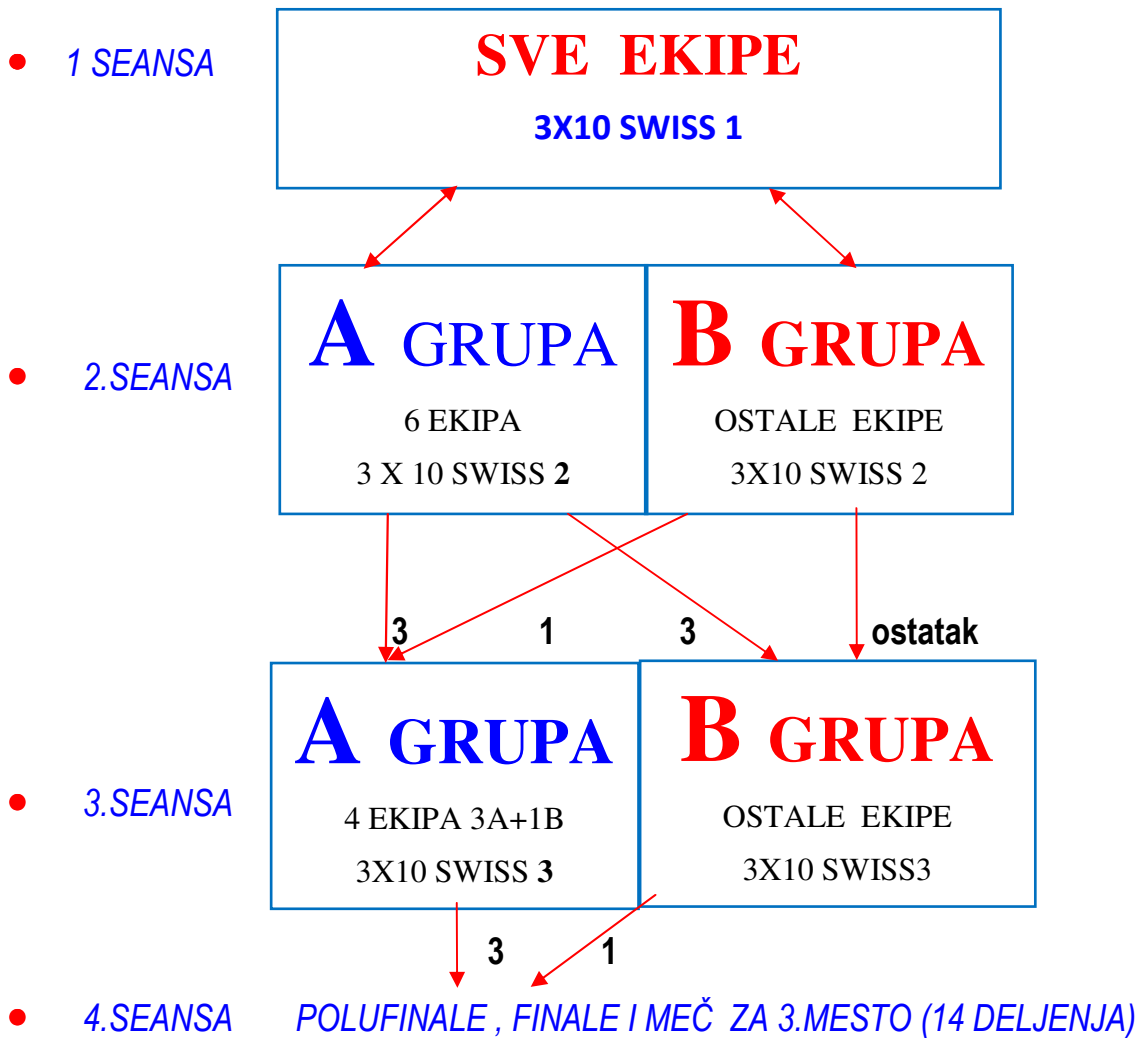 1 SEANSA
SVE EKIPE
3X10 SWISS 1
2.SEANSA
A GRUPA
6 EKIPA
3 X 10 SWISS 2
B GRUPA
OSTALE EKIPE
3X10 SWISS 2
3
1
3
ostatak
3.SEANSA
A GRUPA
4 EKIPA 3A+1B
3X10 SWISS 3
B GRUPA
OSTALE EKIPE
3X10 SWISS3
3
1
4.SEANSA POLUFINALE , FINALE I MEČ ZA 3.MESTO (14 DELJENJA)